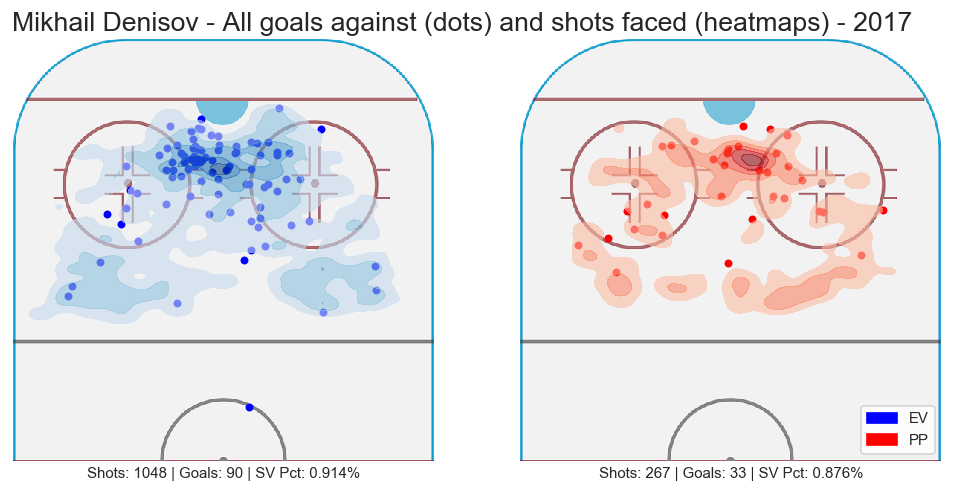 Mikhail Denisov - All goals against (dots) and shots faced (heatmaps) - 2017
EV
PP
Shots: 1048 | Goals: 90 | SV Pct: 0.914%
Shots: 267 | Goals: 33 | SV Pct: 0.876%